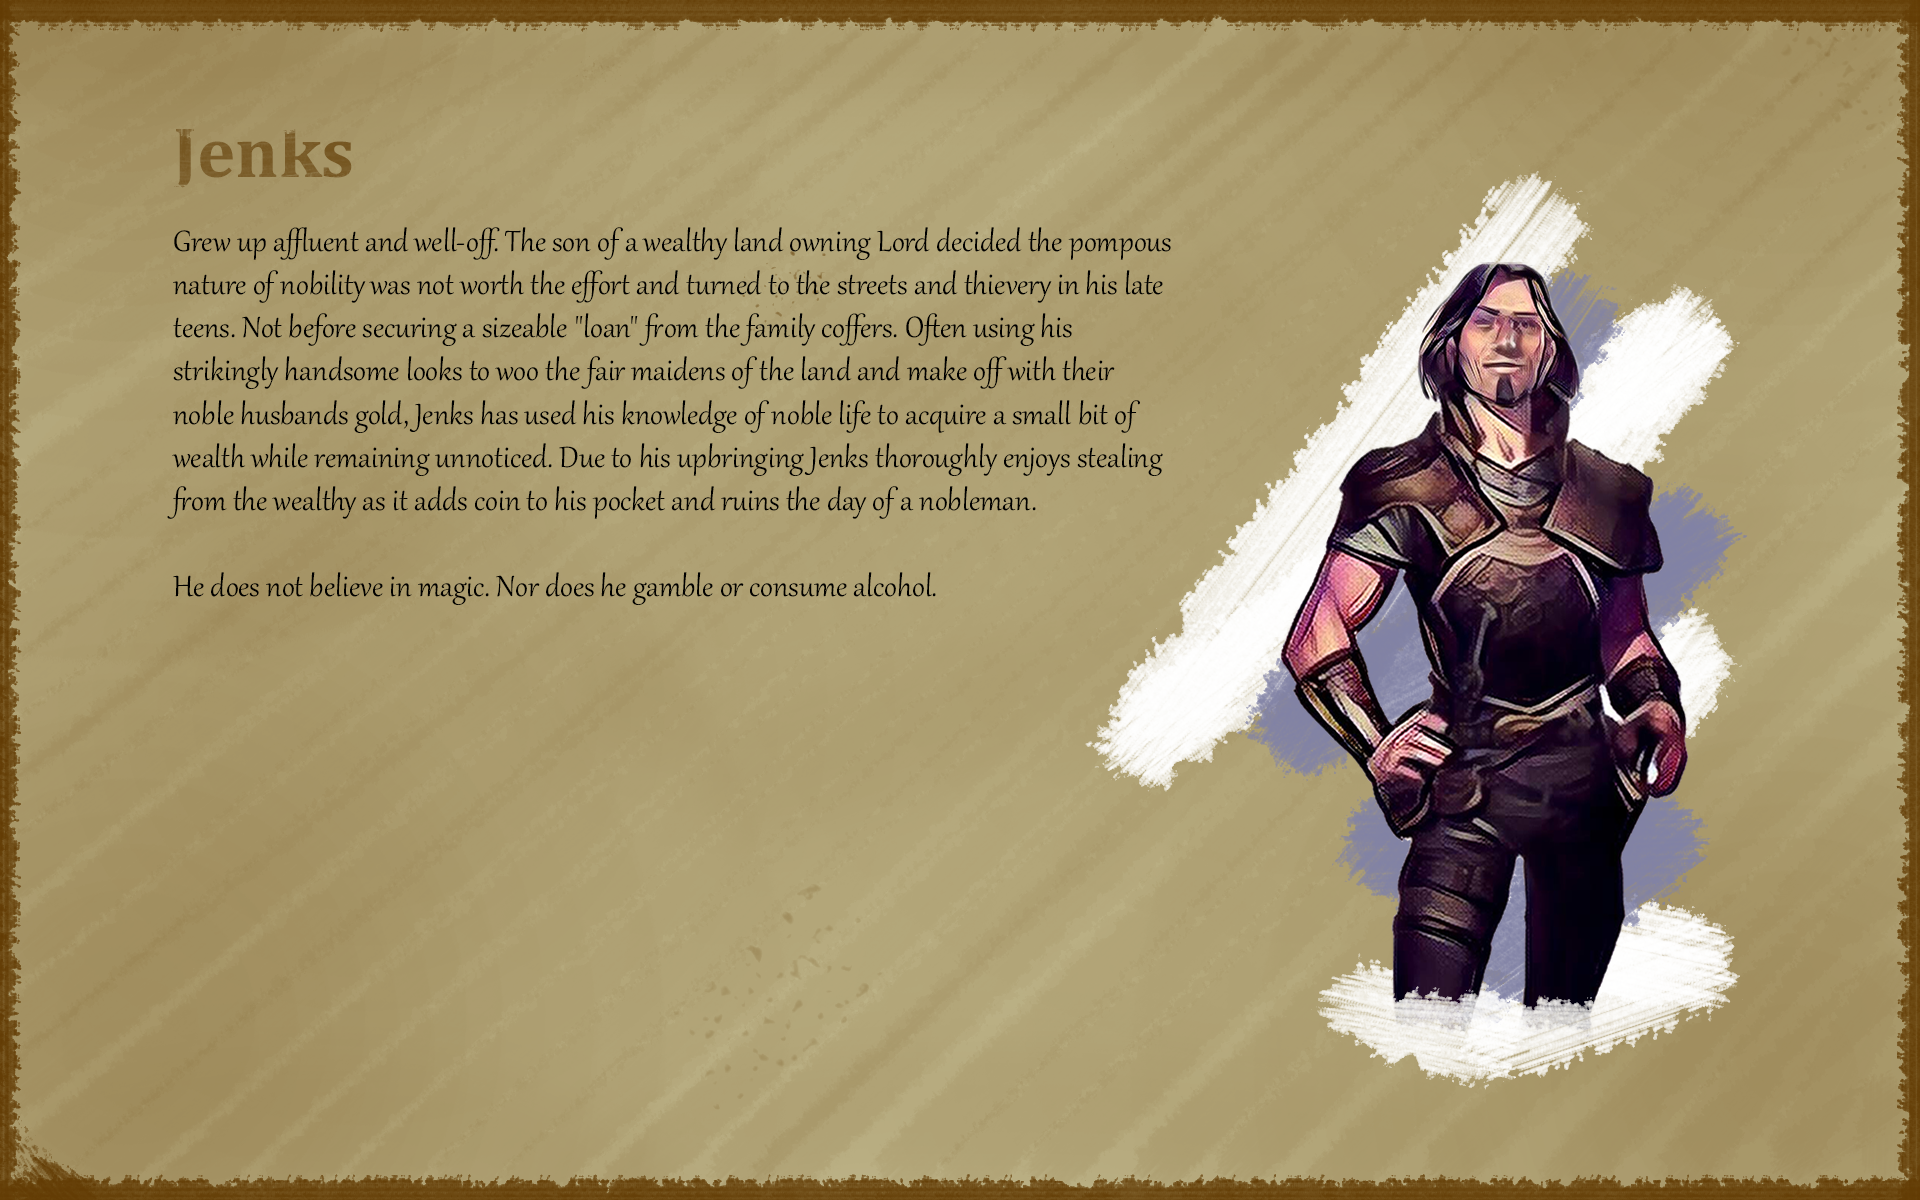 Jenks
Grew up affluent and well-off. The son of a wealthy land owning Lord decided the pompous
nature of nobility was not worth the effort and turned to the streets and thievery in his late
teens. Not before securing a sizeable "loan" from the family coffers. Often using his
strikingly handsome looks to woo the fair maidens of the land and make off with their
noble husbands gold, Jenks has used his knowledge of noble life to acquire a small bit of
wealth while remaining unnoticed. Due to his upbringing Jenks thoroughly enjoys stealing
from the wealthy as it adds coin to his pocket and ruins the day of a nobleman.
He does not believe in magic. Nor does he gamble or consume alcohol.